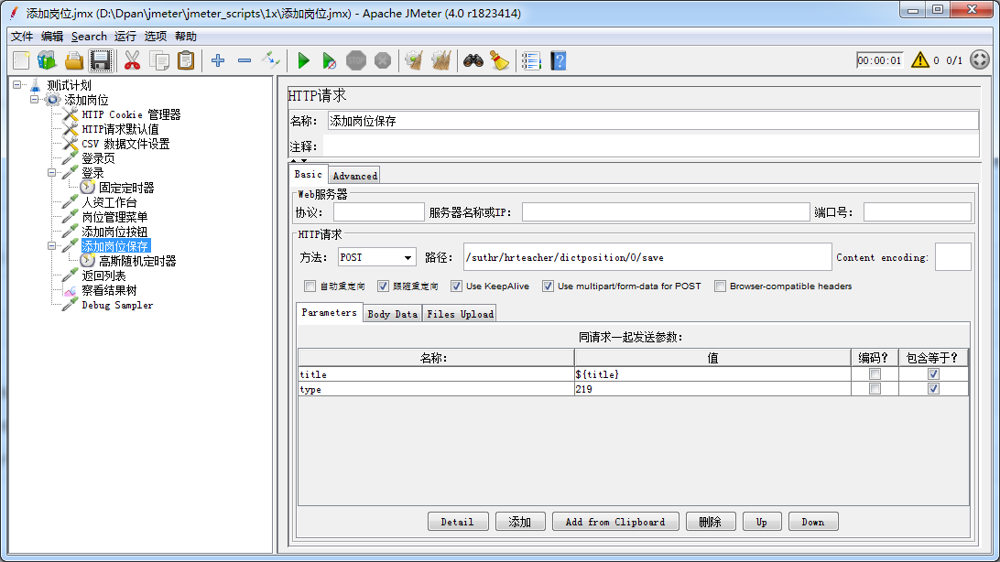 添加岗位.jmx (D:\Dpan\jmeter\jmeter_scripts\1x\添加岗位.jmx) - Apache JMeter (4.0 r1823414)
文件 编辑 Search 运行 选项 帮助
STOP 00:00:01 0 0/1
测试计划
添加岗位
HTTP Cookie 管理器
HTTP请求默认值
CSV 数据文件设置
登录页
登录
固定定时器
人资工作台
岗位管理菜单
添加岗位按钮
添加岗位保存
高斯随机定时器
返回列表
察看结果树
Debug Sampler
HTTP请求
名称: 添加岗位保存
注释:
Basic Advanced
Web服务器
协议: 服务器名称或IP: 端口号:
HTTP请求
方法: POST 路径: /suthr/hrteacher/dictposition/0/save Content encoding:
自动重定向 跟随重定向 Use KeepAlive Use multipart/form-data for POST Browser-compatible headers
Parameters Body Data Files Upload
同请求一起发送参数:
名称: 值 编码? 包含等于?
title ${title}
type 219
Detail 添加 Add from Clipboard 删除 Up Down